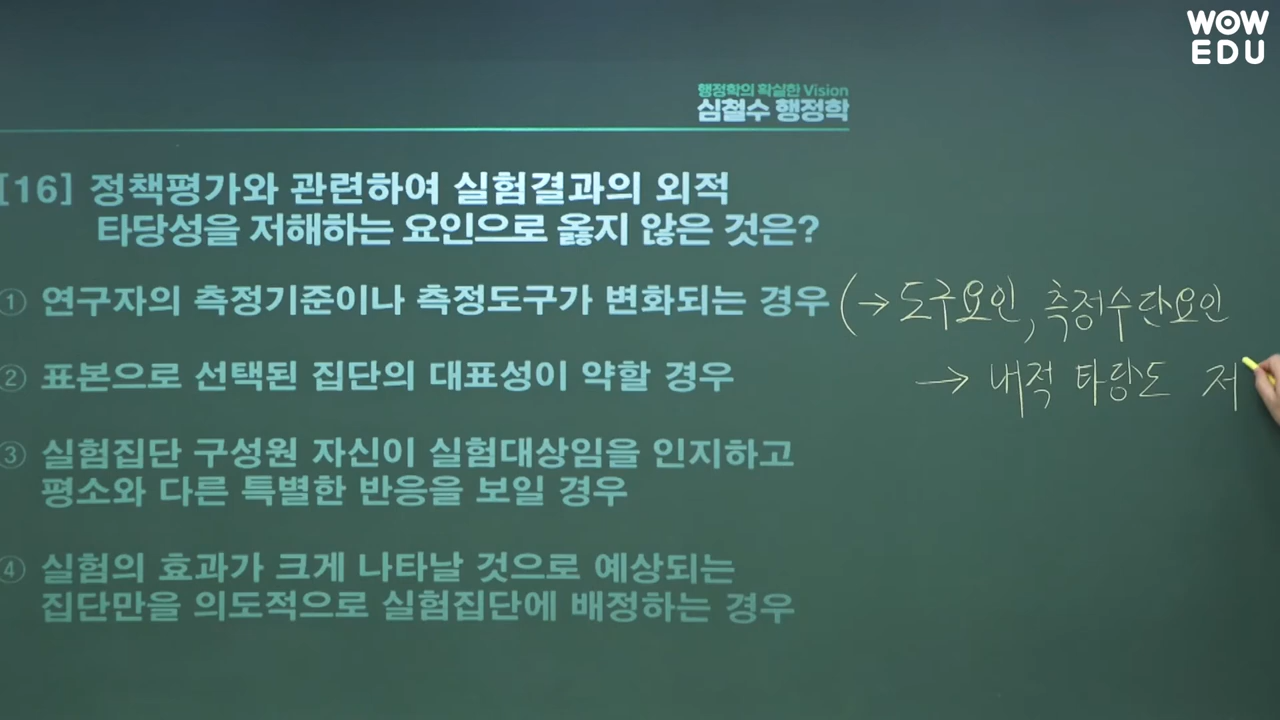 WOW
EDU
행정학의 확실한 Vision
심철수 행정학
[16] 정책평가와 관련하여 실험결과의 외적
타당성을 저해하는 요인으로 옳지 않은 것은?
① 연구자의 측정기준이나 측정도구가 변화되는 경우 (→ 도구요인, 측정수단요인
→ 내적 타당도 저
② 표본으로 선택된 집단의 대표성이 약할 경우
③ 실험집단 구성원 자신이 실험대상임을 인지하고
평소와 다른 특별한 반응을 보일 경우
④ 실험의 효과가 크게 나타날 것으로 예상되는
집단만을 의도적으로 실험집단에 배정하는 경우